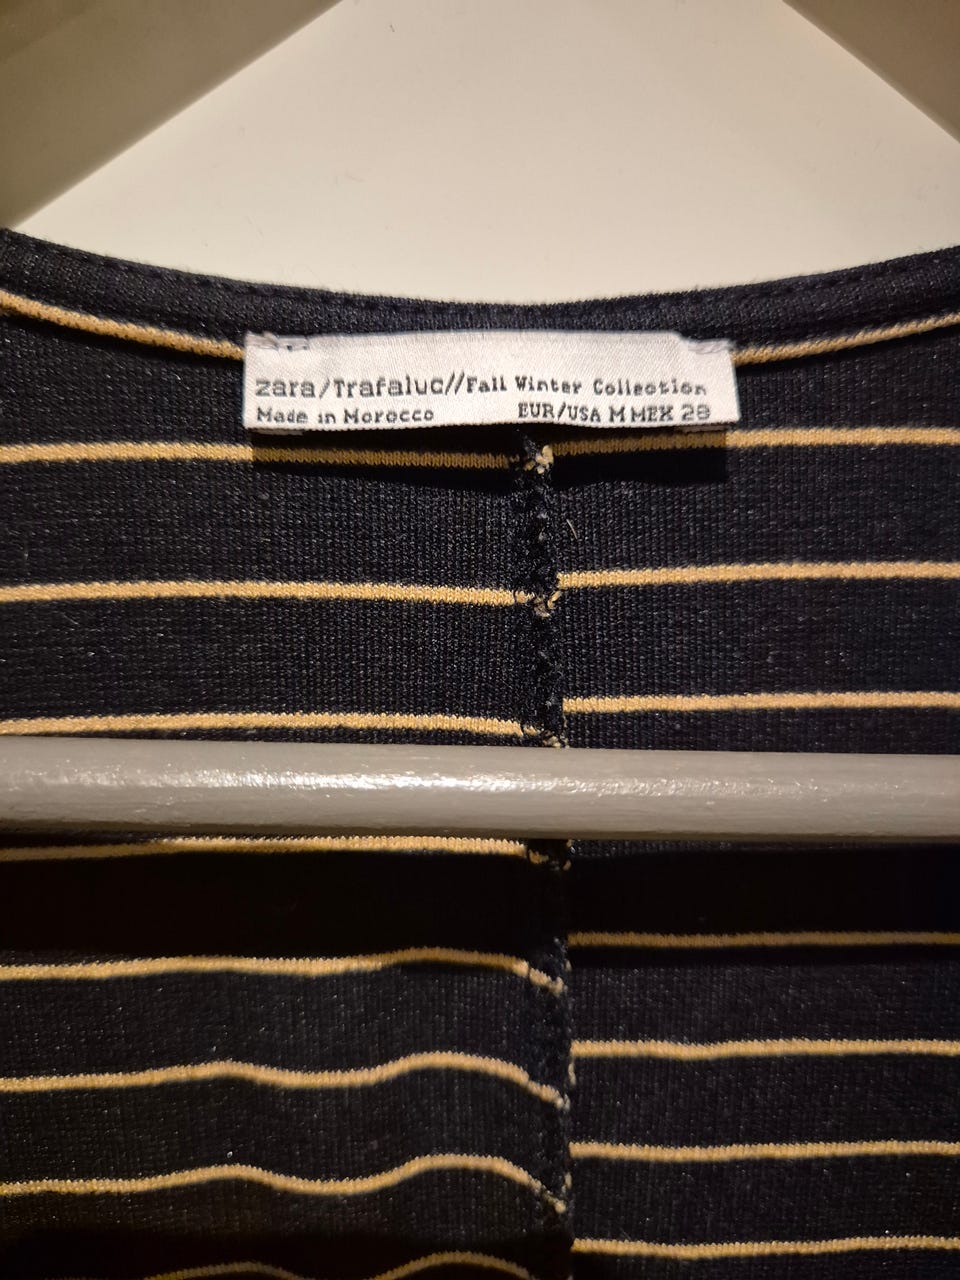 zara/Trafaluc//Fall Winter Collection
Made in Morocco EUR/USA M MEX 28